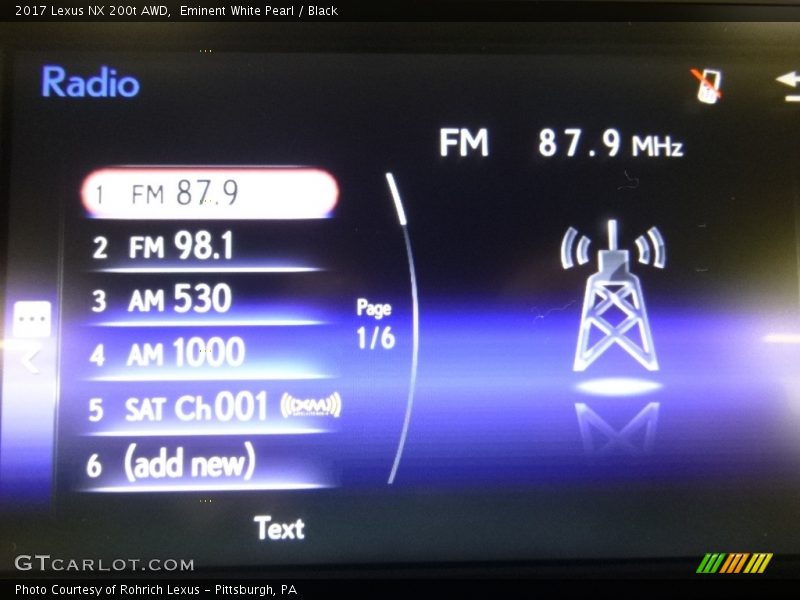 2017 Lexus NX 200t AWD,  Eminent White Pearl / Black
Radio
FM 87.9 MHz
1 FM 87.9
2 FM 98.1
3 AM 530
Page
1/6
4 AM 1000
5 SAT Ch 001 ((XM))
6 (add new)
Text
GTCARLOT.COM
Photo Courtesy of Rohrich Lexus - Pittsburgh, PA